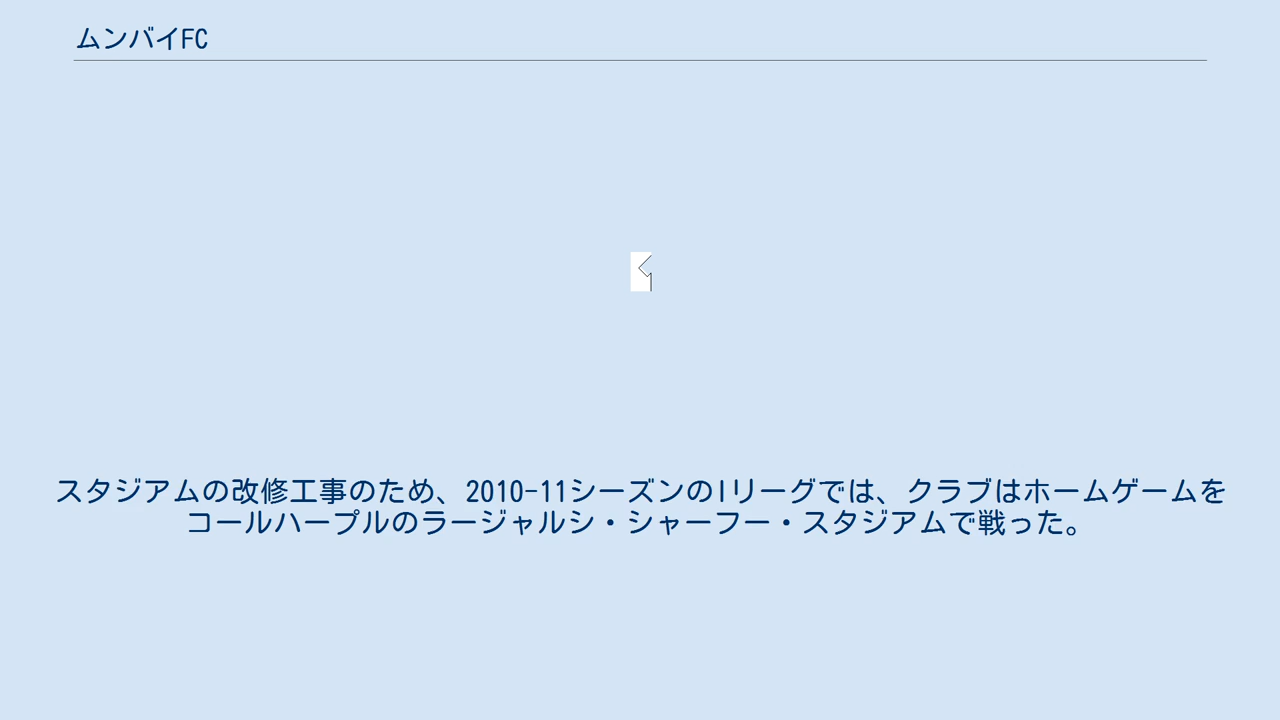 ムンバイFC
スタジアムの改修工事のため、2010-11シーズンのIリーグでは、クラブはホームゲームを
コールハープルのラージャルシ・シャーフー・スタジアムで戦った。